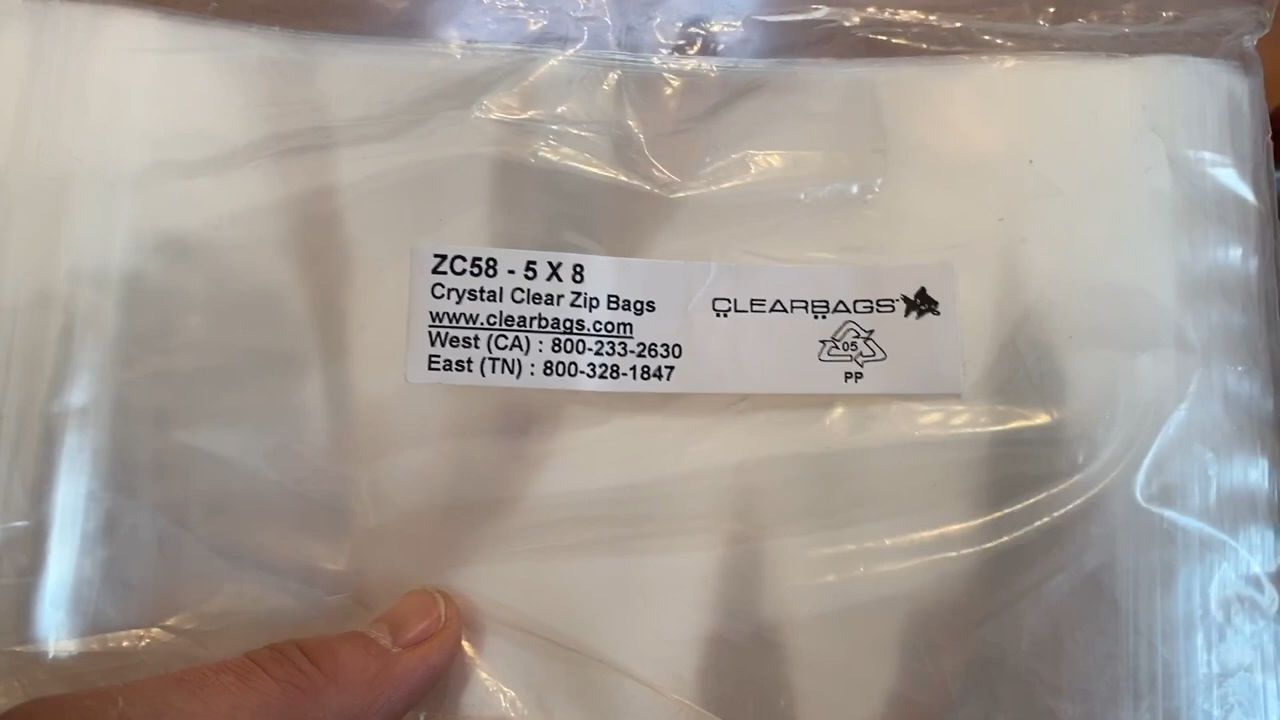 ZC58 - 5 X 8
Crystal Clear Zip Bags
www.clearbags.com
West (CA) : 800-233-2630
East (TN) : 800-328-1847
CLEARBAGS
05
PP